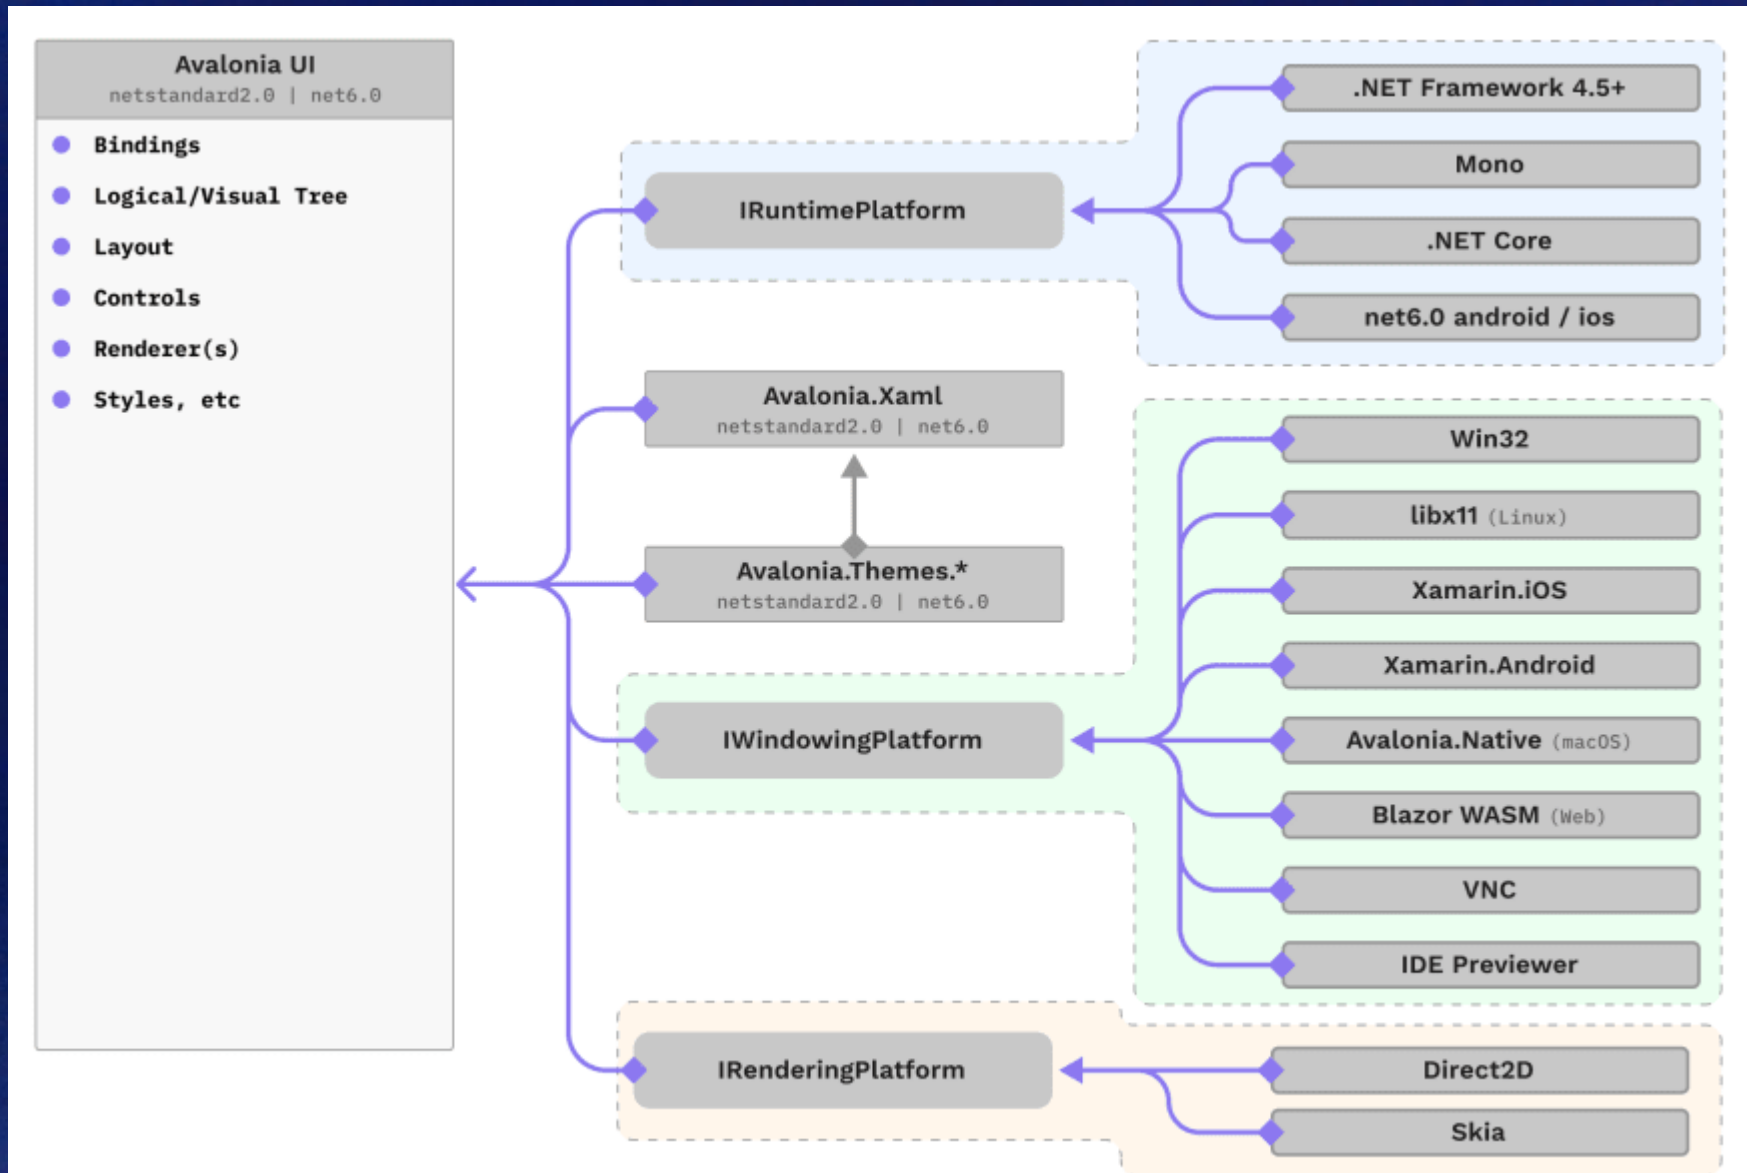 Avalonia UI
netstandard2.0 | net6.0
Bindings
Logical/Visual Tree
Layout
Controls
Renderer(s)
Styles, etc
IRuntimePlatform
.NET Framework 4.5+
Mono
.NET Core
net6.0 android / ios
Avalonia.Xaml
netstandard2.0 | net6.0
Avalonia.Themes.*
netstandard2.0 | net6.0
IWindowingPlatform
Win32
libx11 (Linux)
Xamarin.iOS
Xamarin.Android
Avalonia.Native (macOS)
Blazor WASM (Web)
VNC
IDE Previewer
IRenderingPlatform
Direct2D
Skia